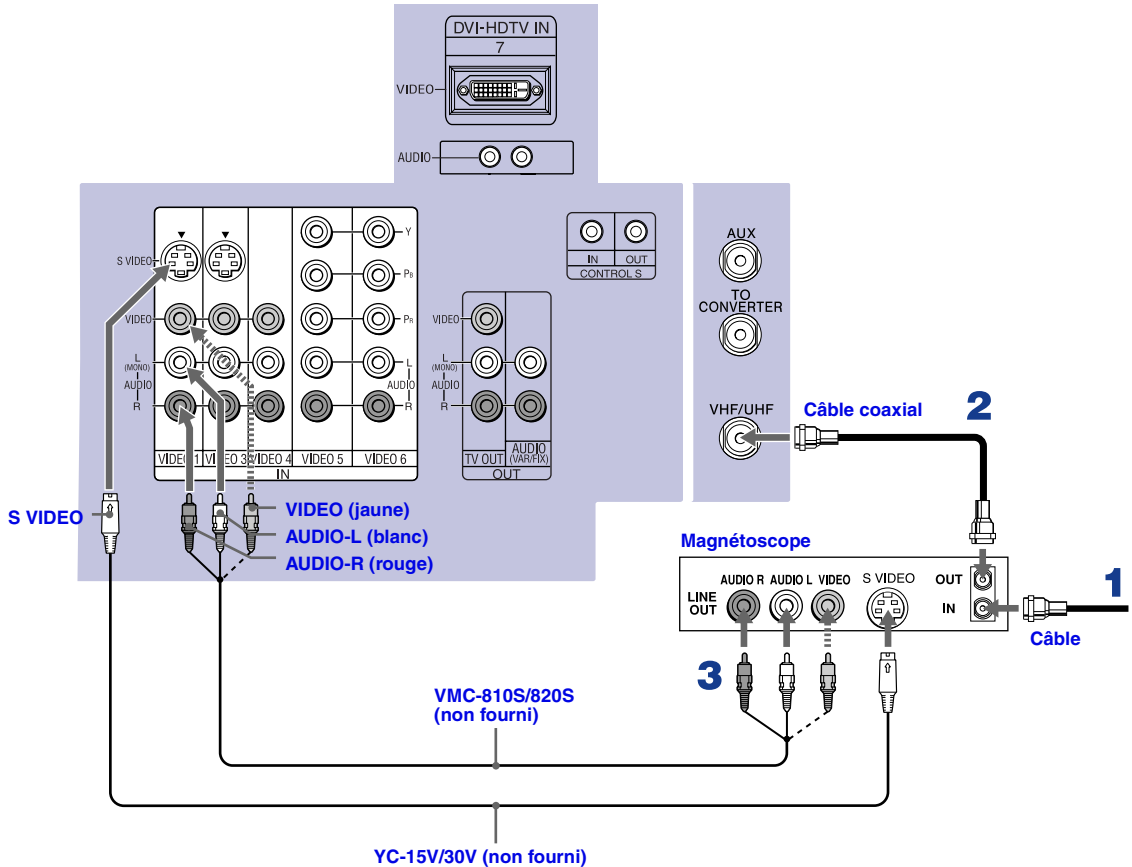 DVI-HDTV IN
7
VIDEO
AUDIO
S VIDEO
VIDEO
L
(MONO)
AUDIO
R
Y
PB
PR
L
AUDIO
R
VIDEO 1 VIDEO 3 VIDEO 4 VIDEO 5 VIDEO 6
IN
VIDEO
L
(MONO)
AUDIO
R
TV OUT
AUDIO
(VAR/FIX)
OUT
IN OUT
CONTROL S
AUX
TO
CONVERTER
VHF/UHF
Câble coaxial
2
S VIDEO
VIDEO (jaune)
AUDIO-L (blanc)
AUDIO-R (rouge)
Magnétoscope
LINE
OUT
AUDIO R AUDIO L VIDEO S VIDEO
OUT
IN
1
Câble
3
VMC-810S/820S
(non fourni)
YC-15V/30V (non fourni)